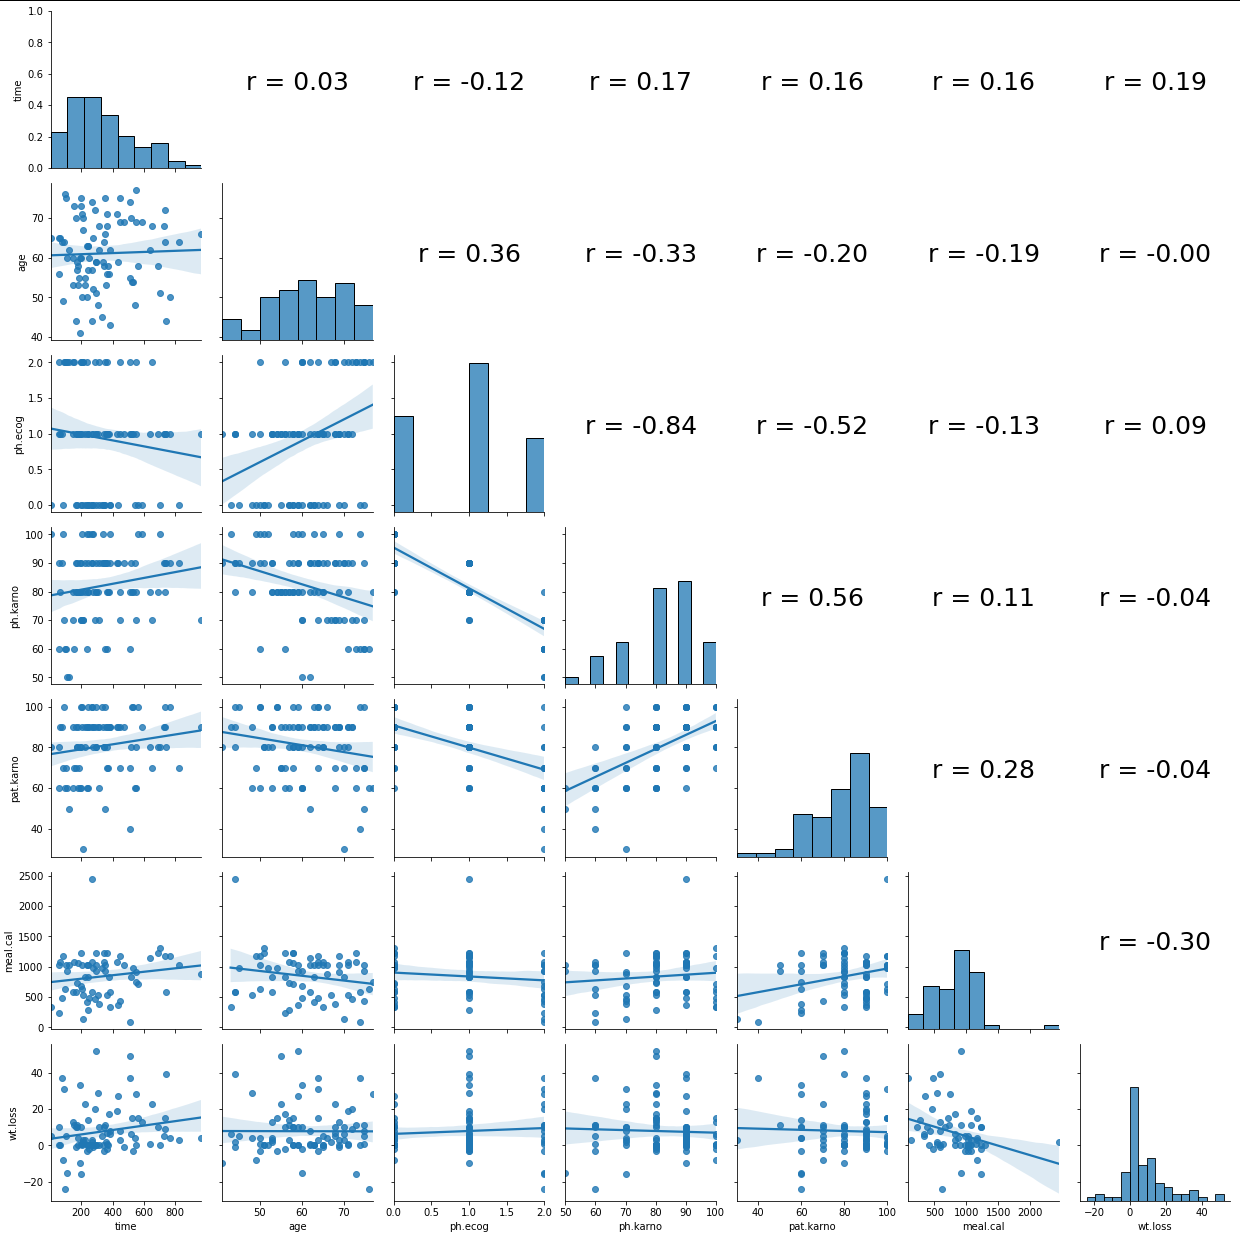 1.0
0.8
0.6
0.4
0.2
0.0
time
r = 0.03
r = -0.12
r = 0.17
r = 0.16
r = 0.16
r = 0.19
70
60
50
40
age
r = 0.36
r = -0.33
r = -0.20
r = -0.19
r = -0.00
2.0
1.5
1.0
0.5
0.0
ph.ecog
r = -0.84
r = -0.52
r = -0.13
r = 0.09
100
90
80
70
60
50
ph.karno
r = 0.56
r = 0.11
r = -0.04
100
80
60
40
pat.karno
r = 0.28
r = -0.04
2500
2000
1500
1000
500
0
meal.cal
r = -0.30
40
20
0
−20
wt.loss
200 400 600 800
time
50 60 70
age
0.0 0.5 1.0 1.5 2.0
ph.ecog
50 60 70 80 90 100
ph.karno
40 60 80 100
pat.karno
500 1000 1500 2000
meal.cal
−20 0 20 40
wt.loss